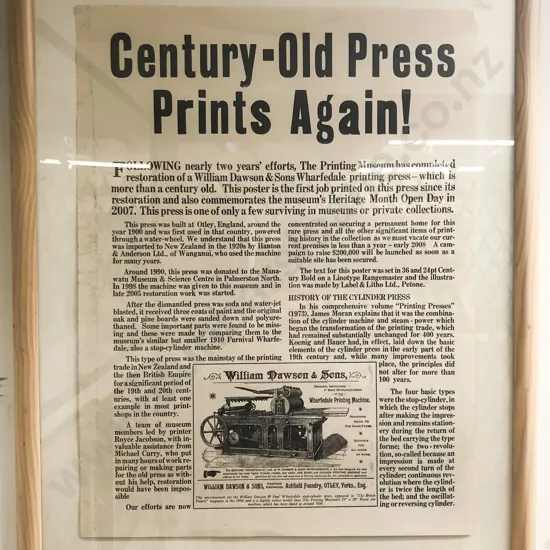 Century-Old Press
Prints Again!
FOLLOWING nearly two years' efforts, The Printing Museum has completed
restoration of a William Dawson & Sons Wharfedale printing press – which is
more than a century old. This poster is the first job printed on this press since its
restoration and also commemorates the museum's Heritage Month Open Day in
2007. This press is one of only a few surviving in museums or private collections.
This press was built at Otley, England, around
the year 1900 and was first used in that country, powered
through a water-wheel. We understand that this press
was imported to New Zealand in the 1920s by Hanton
& Anderson Ltd., of Wanganui, who used the machine
for many years.
Around 1990, this press was donated to the Mana-
watu Museum & Science Centre in Palmerston North.
In 1998 the machine was given to this museum and in
late 2005 restoration work was started.
After the dismantled press was soda and water-jet
blasted, it received three coats of paint and the original
oak and pine boards were sanded down and polyure-
thaned. Some important parts were found to be miss-
ing and these were made by comparing them to the
museum's similar but smaller 1910 Furnival Wharfe-
dale, also a stop-cylinder machine.
This type of press was the mainstay of the printing
trade in New Zealand and
the then British Empire
for a significant period of
the 19th and 20th cent-
uries, with at least one
example in most print-
shops in the country.
A team of museum
members led by printer
Royce Jacobson, with in-
valuable assistance from
Michael Curry, who put
in many hours of work re-
pairing or making parts
for the old press as with-
out his help, restoration
would have been impos-
sible
Our efforts are now
concentrated on securing a permanent home for this
rare press and all the other significant items of print-
ing history in the collection as we must vacate our cur-
rent premises in less than a year – early 2008 A cam-
paign to raise $200,000 will be launched as soon as a
suitable site has been secured.
The text for this poster was set in 36 and 24pt Cent-
ury Bold on a Linotype Rangemaster and the illustra-
tion was made by Label & Litho Ltd., Petone.
HISTORY OF THE CYLINDER PRESS
In his comprehensive volume "Printing Presses"
(1973), James Moran explains that it was the combina-
tion of the cylinder machine and steam - power which
began the transformation of the printing trade, which
had remained substantially unchanged for 400 years.
Koenig and Bauer had, in effect, laid down the basic
elements of the cylinder press in the early part of the
19th century and, while many improvements took
place, the principles did
not alter for more than
100 years.
The four basic types
were the stop-cylinder, in
which the cylinder stops
after making the impres-
sion and remains station-
ery during the return of
the bed carrying the type
forme; the two - revolu-
tion, so-called because an
impression is made at
every second turn of the
cylinder; continuous rev-
olution where the cylind-
er is twice the length of
the bed; and the oscillat-
ing or reversing cylinder.
William Dawson & Sons,
Wharfedale Printing Machine.
WILLIAM DAWSON & SONS, Ashfield Foundry, OTLEY, Yorks., Eng.
.co.nz